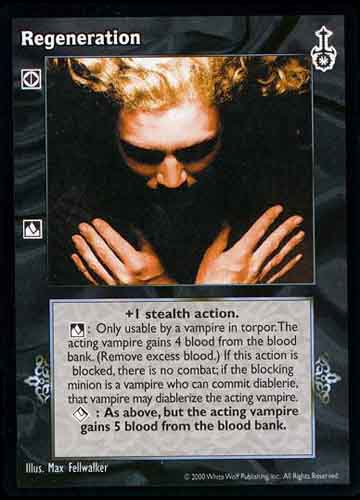 Regeneration
+1 stealth action.
: Only usable by a vampire in torpor. The
acting vampire gains 4 blood from the blood
bank. (Remove excess blood.) If this action is
blocked, there is no combat; if the blocking
minion is a vampire who can commit diablerie,
that vampire may diablerize the acting vampire.
: As above, but the acting vampire
gains 5 blood from the blood bank.
Illus. Max Fellwalker
© 2000 White Wolf Publishing, Inc. All Rights Reserved.